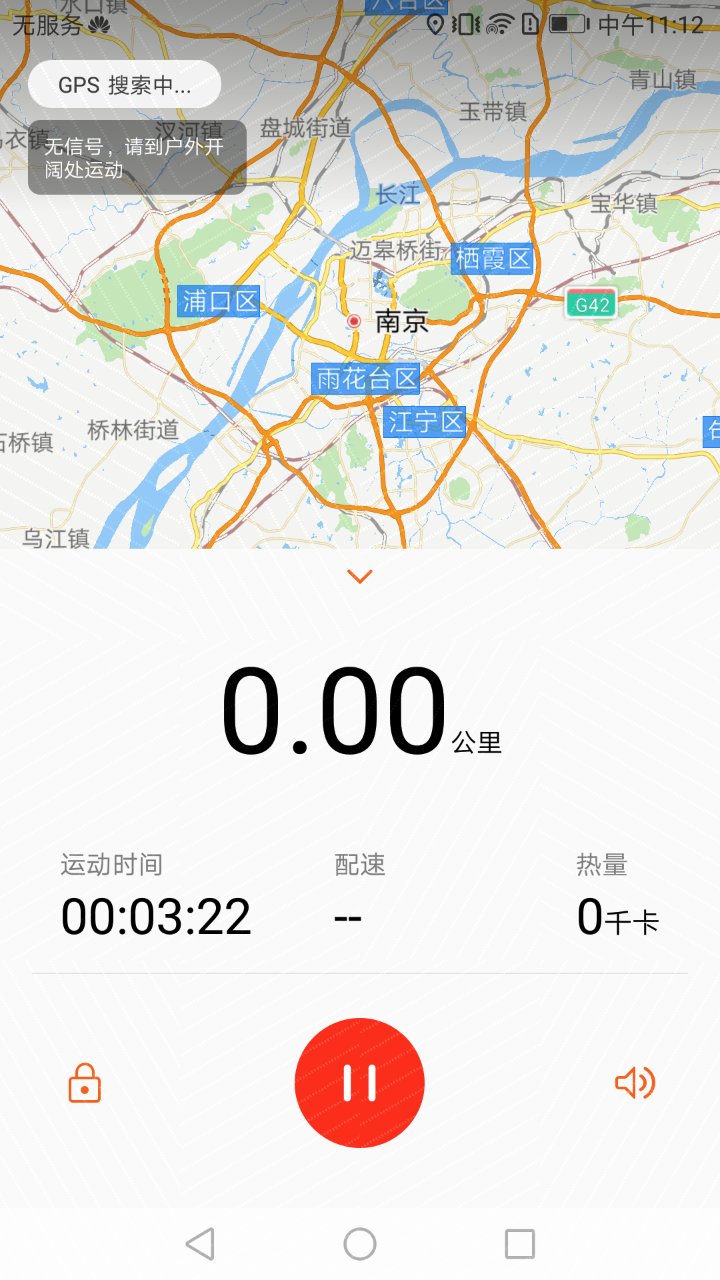 水口镇
六合区
无服务
中午11:12
GPS 搜索中...
青山镇
玉带镇
汊河镇
盘城街道
无信号，请到户外开
阔处运动
长江
宝华镇
迈皋桥街
栖霞区
浦口区
G42
南京
雨花台区
江宁区
桥林街道
石桥镇
乌江镇
0.00公里
运动时间
配速
热量
00:03:22
--
0千卡